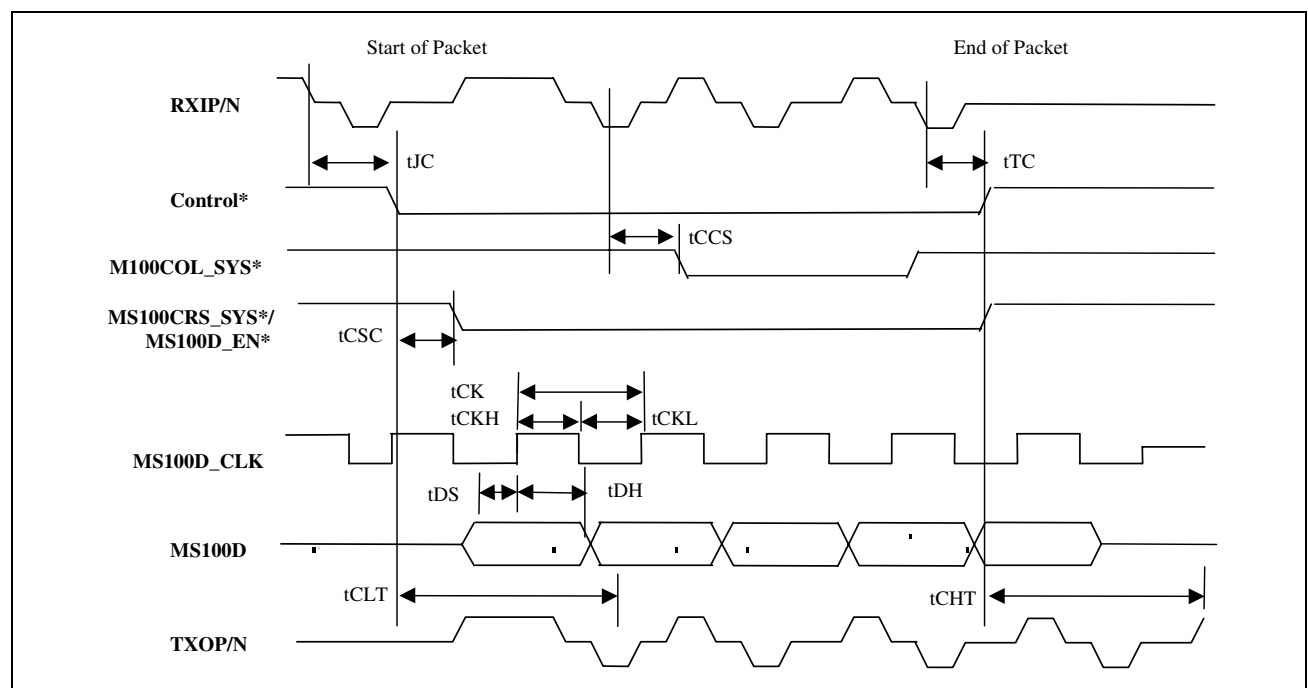 Start of Packet
End of Packet
RXIP/N
tJC
tTC
Control*
tCCS
M100COL_SYS*
MS100CRS_SYS*/
MS100D_EN*
tCSC
tCK
tCKH
tCKL
MS100D_CLK
tDS
tDH
MS100D
tCLT
tCHT
TXOP/N